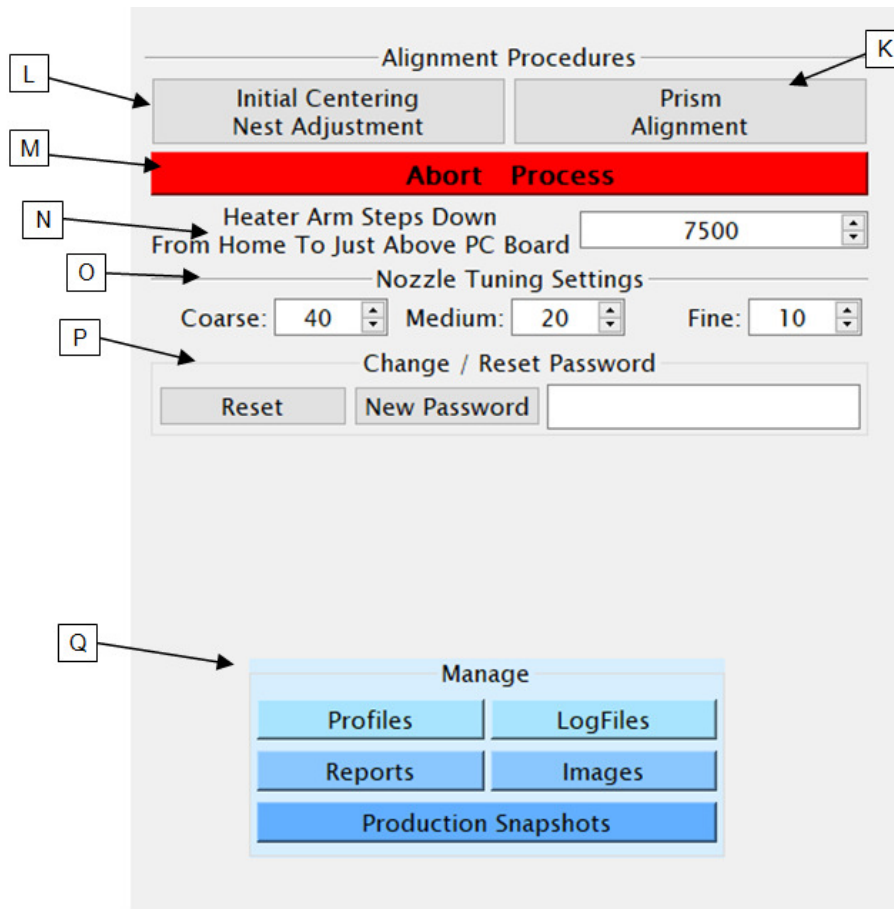 K
Alignment Procedures
L
Initial Centering
Nest Adjustment
Prism
Alignment
M
Abort Process
N
Heater Arm Steps Down
From Home To Just Above PC Board
7500
O
Nozzle Tuning Settings
Coarse: 40 Medium: 20 Fine: 10
P
Change / Reset Password
Reset New Password
Q
Manage
Profiles LogFiles
Reports Images
Production Snapshots